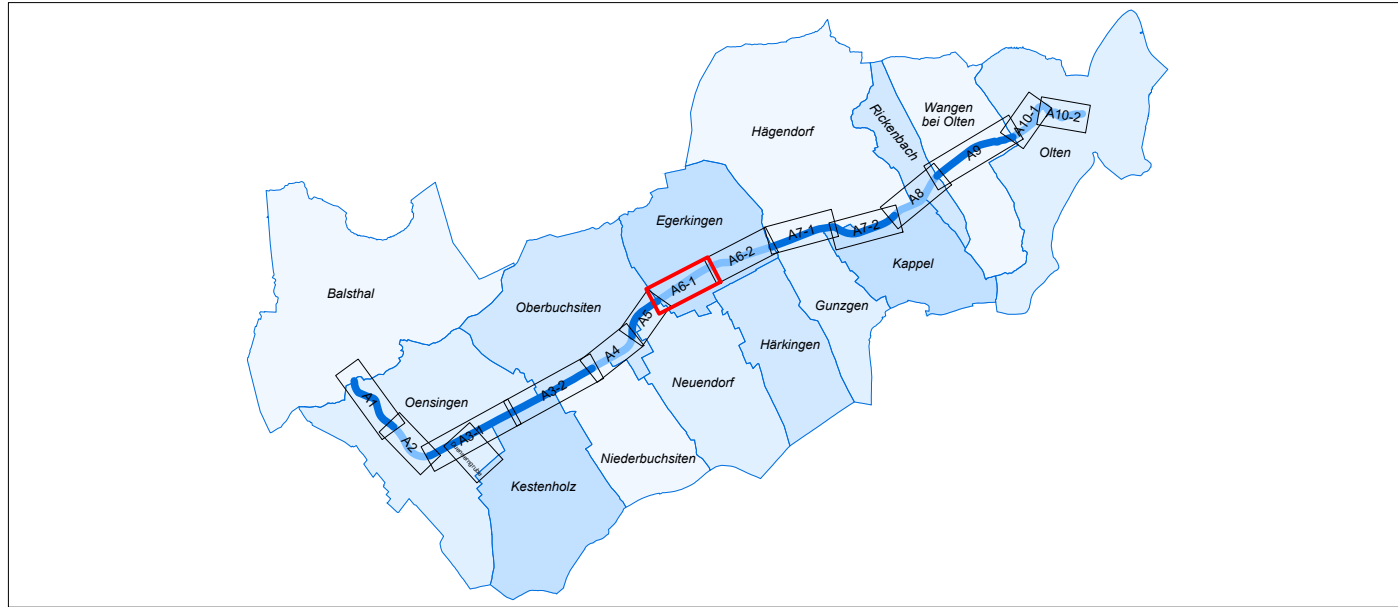 Hägendorf
Rickenbach
Wangen
bei Olten
A10-1
A10-2
Olten
A9
A8
Egerkingen
A7-1
A7-2
A6-2
A6-1
Kappel
Balsthal
Oberbuchsiten
A5
Gunzgen
Härkingen
A4
Neuendorf
A3-2
A1
Oensingen
A2
A3-1
Niederbuchsiten
Kestenholz